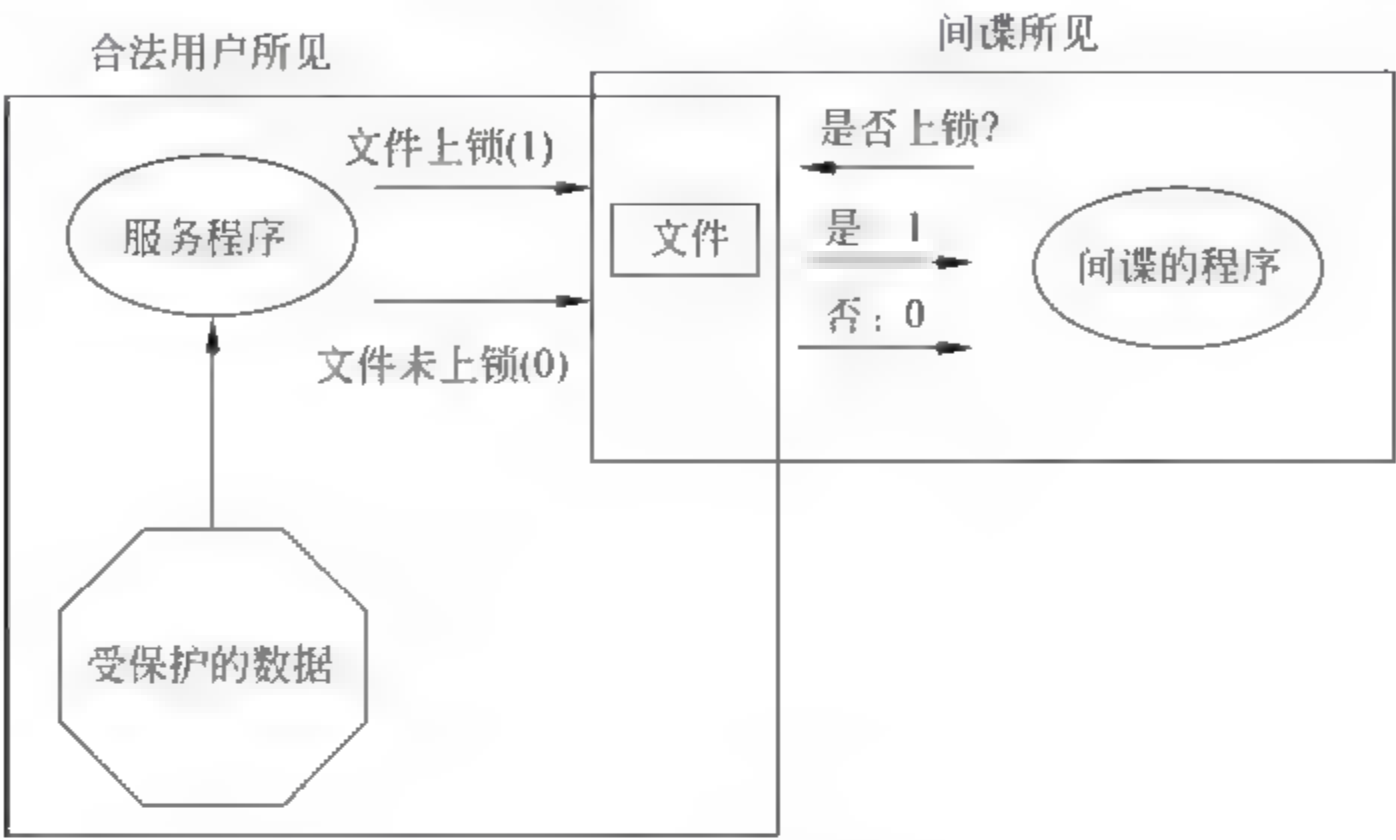 合法用户所见
间谍所见
文件上锁(1)
服务程序
文件未上锁(0)
受保护的数据
文件
是否上锁?
是 1
否：0
间谍的程序